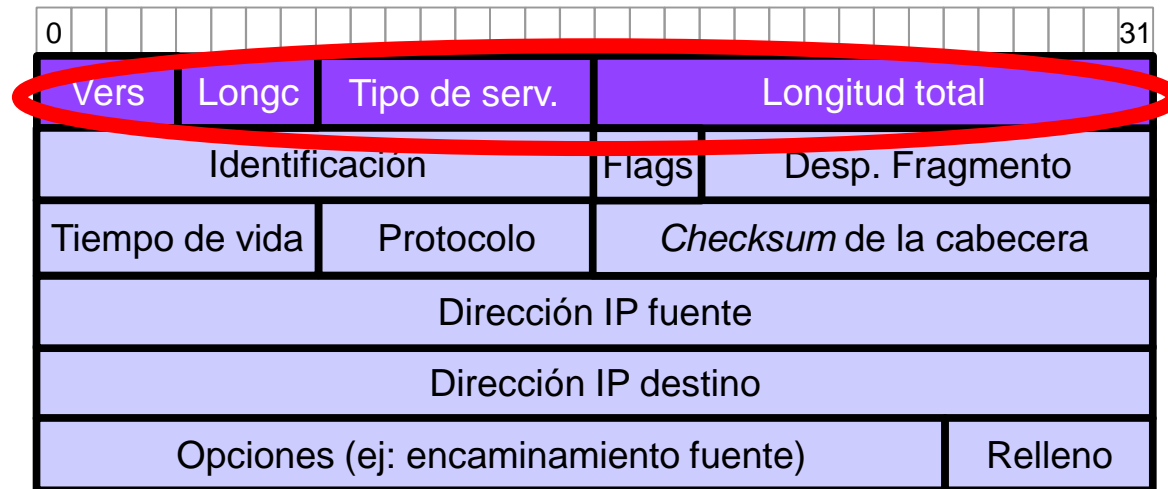 0 31
Vers Longc Tipo de serv. Longitud total
Identificación Flags Desp. Fragmento
Tiempo de vida Protocolo Checksum de la cabecera
Dirección IP fuente
Dirección IP destino
Opciones (ej: encaminamiento fuente) Relleno